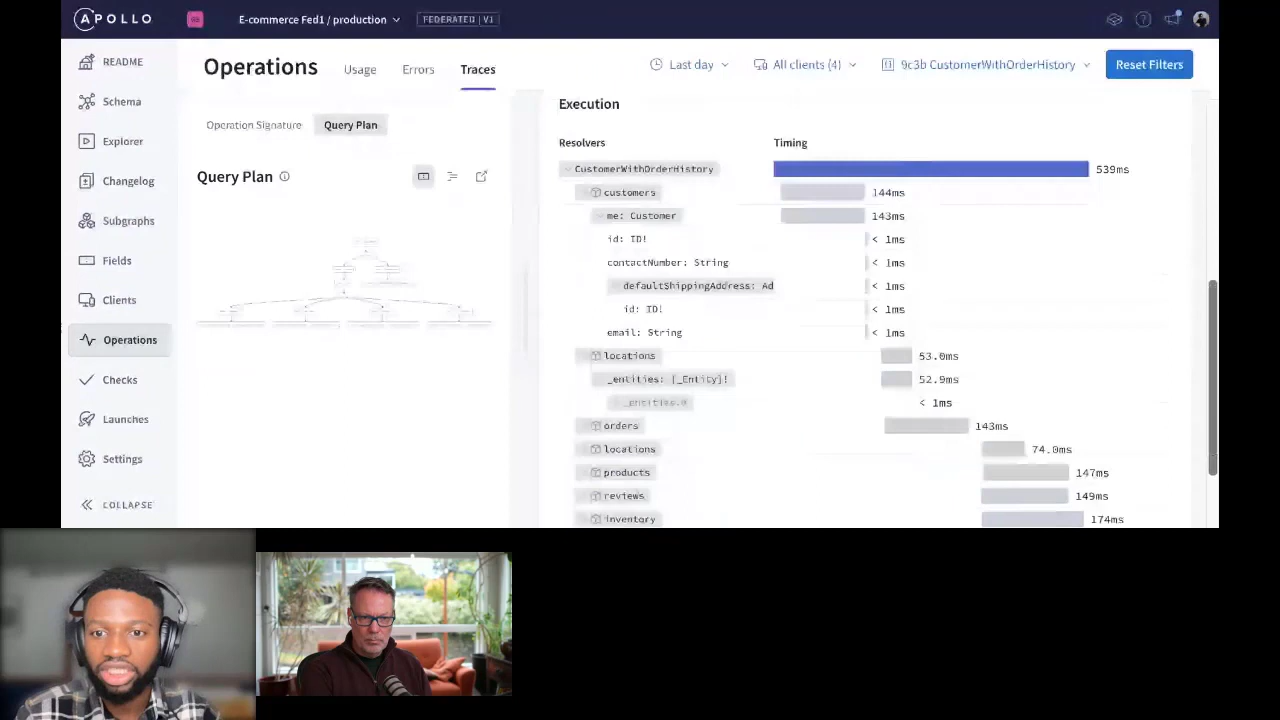 APOLLO
E-commerce Fed1 / production
FEDERATED | V1
README
Schema
Explorer
Changelog
Subgraphs
Fields
Clients
Operations
Checks
Launches
Settings
COLLAPSE
Operations
Usage
Errors
Traces
Last day
All clients (4)
9c3b CustomerWithOrderHistory
Reset Filters
Operation Signature
Query Plan
Query Plan
Execution
Resolvers
Timing
CustomerWithOrderHistory
539ms
customers
144ms
me: Customer
143ms
id: ID!
< 1ms
contactNumber: String
< 1ms
defaultShippingAddress: Ad
< 1ms
id: ID!
< 1ms
email: String
< 1ms
locations
53.0ms
_entities: [_Entity]!
52.9ms
_entities.0
< 1ms
orders
143ms
locations
74.0ms
products
147ms
reviews
149ms
inventory
174ms